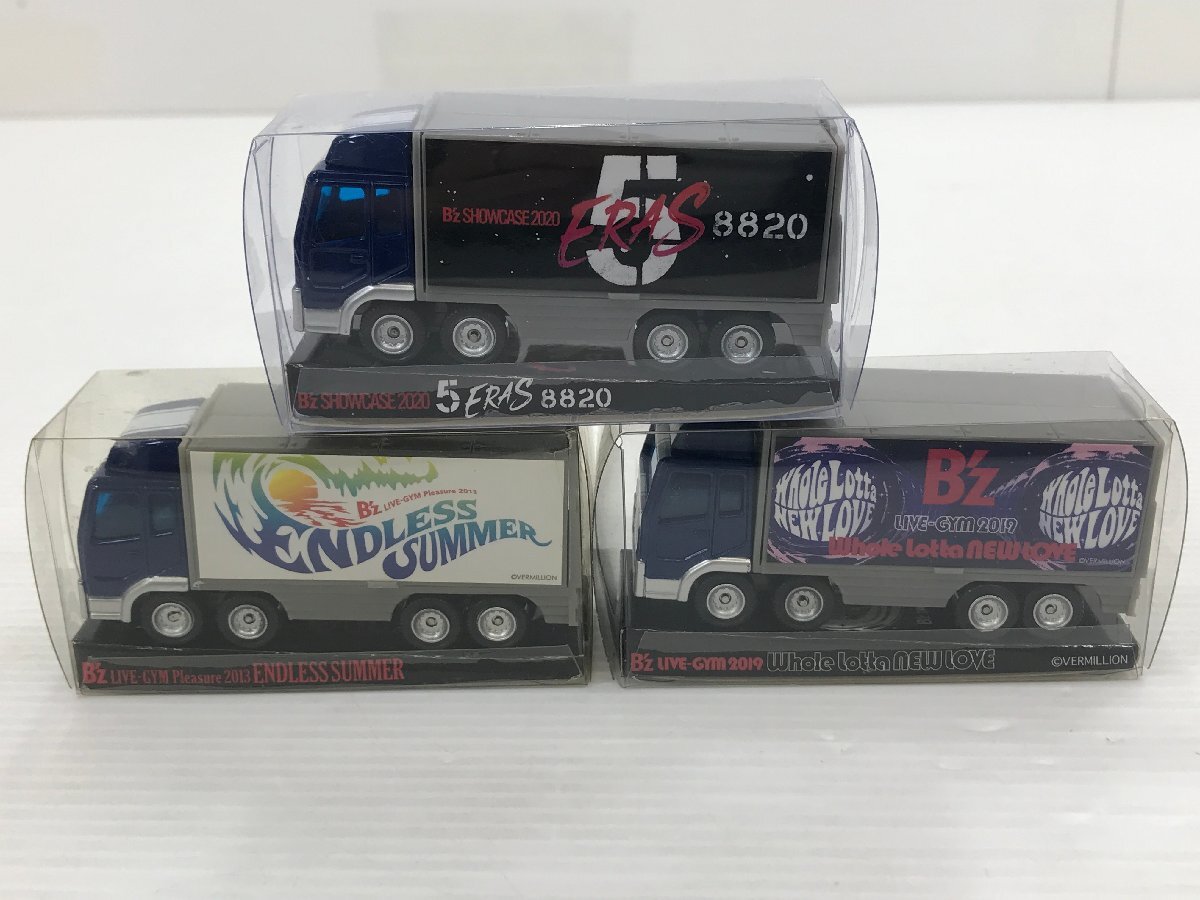 B'z SHOWCASE 2020 5 ERAS 8820
B'z SHOWCASE 2020 5 ERAS 8820
B'z LIVE-GYM Pleasure 2013
ENDLESS
SUMMER
©VERMILLION
B'z LIVE-GYM Pleasure 2013 ENDLESS SUMMER
Whole Lotta
NEW LOVE
B'z
LIVE-GYM 2019
Whole Lotta NEW LOVE
Whole Lotta
NEW LOVE
©VERMILLION
B'z LIVE-GYM 2019 Whole Lotta NEW LOVE
©VERMILLION